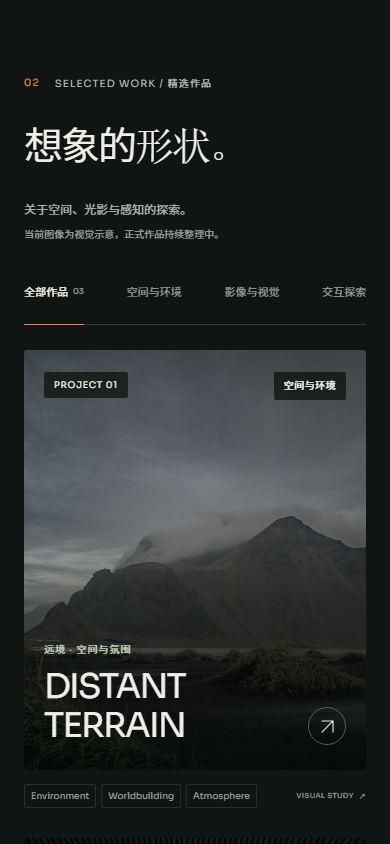 02 SELECTED WORK / 精选作品
想象的形状。
关于空间、光影与感知的探索。
当前图像为视觉示意，正式作品持续整理中。
全部作品 03 空间与环境 影像与视觉 交互探索
PROJECT 01 空间与环境
远境 · 空间与氛围
DISTANT
TERRAIN
Environment Worldbuilding Atmosphere VISUAL STUDY ↗